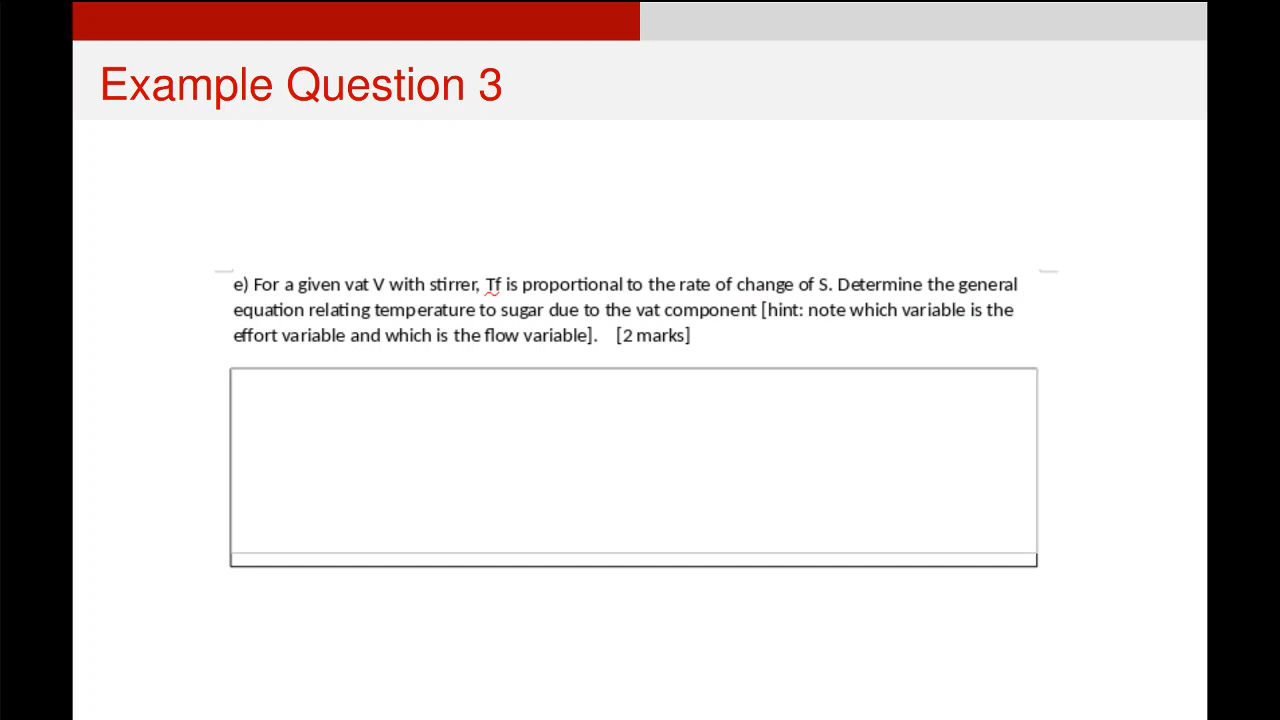 Example Question 3
e) For a given vat V with stirrer, Tf is proportional to the rate of change of S. Determine the general
equation relating temperature to sugar due to the vat component [hint: note which variable is the
effort variable and which is the flow variable]. [2 marks]